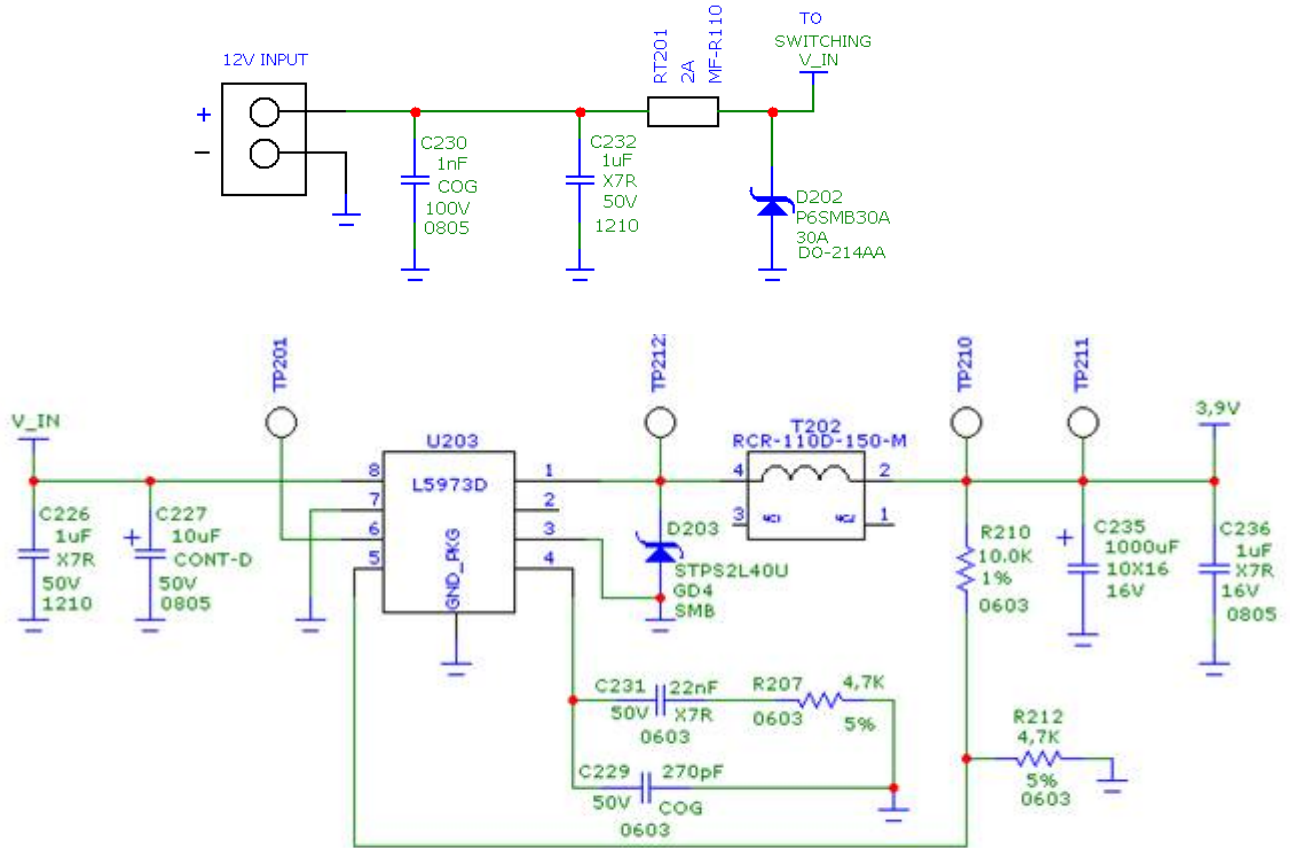 12V INPUT
+
−
C230
1nF
COG
100V
0805
C232
1uF
X7R
50V
1210
RT201
2A
MF-R110
TO
SWITCHING
V_IN
D202
P6SMB30A
30A
DO-214AA
V_IN
C226
1uF
X7R
50V
1210
+
C227
10uF
CONT-D
50V
0805
TP201
U203
L5973D
GND_PKG
8
7
6
5
1
2
3
4
TP212
D203
STPS2L40U
GD4
SMB
T202
RCR-110D-150-M
4
2
3
1
NC1
NC2
TP210
TP211
3,9V
R210
10.0K
1%
0603
+
C235
1000uF
10X16
16V
C236
1uF
X7R
16V
0805
C231
22nF
50V
X7R
0603
R207
4,7K
0603
5%
C229
270pF
50V
COG
0603
R212
4,7K
5%
0603